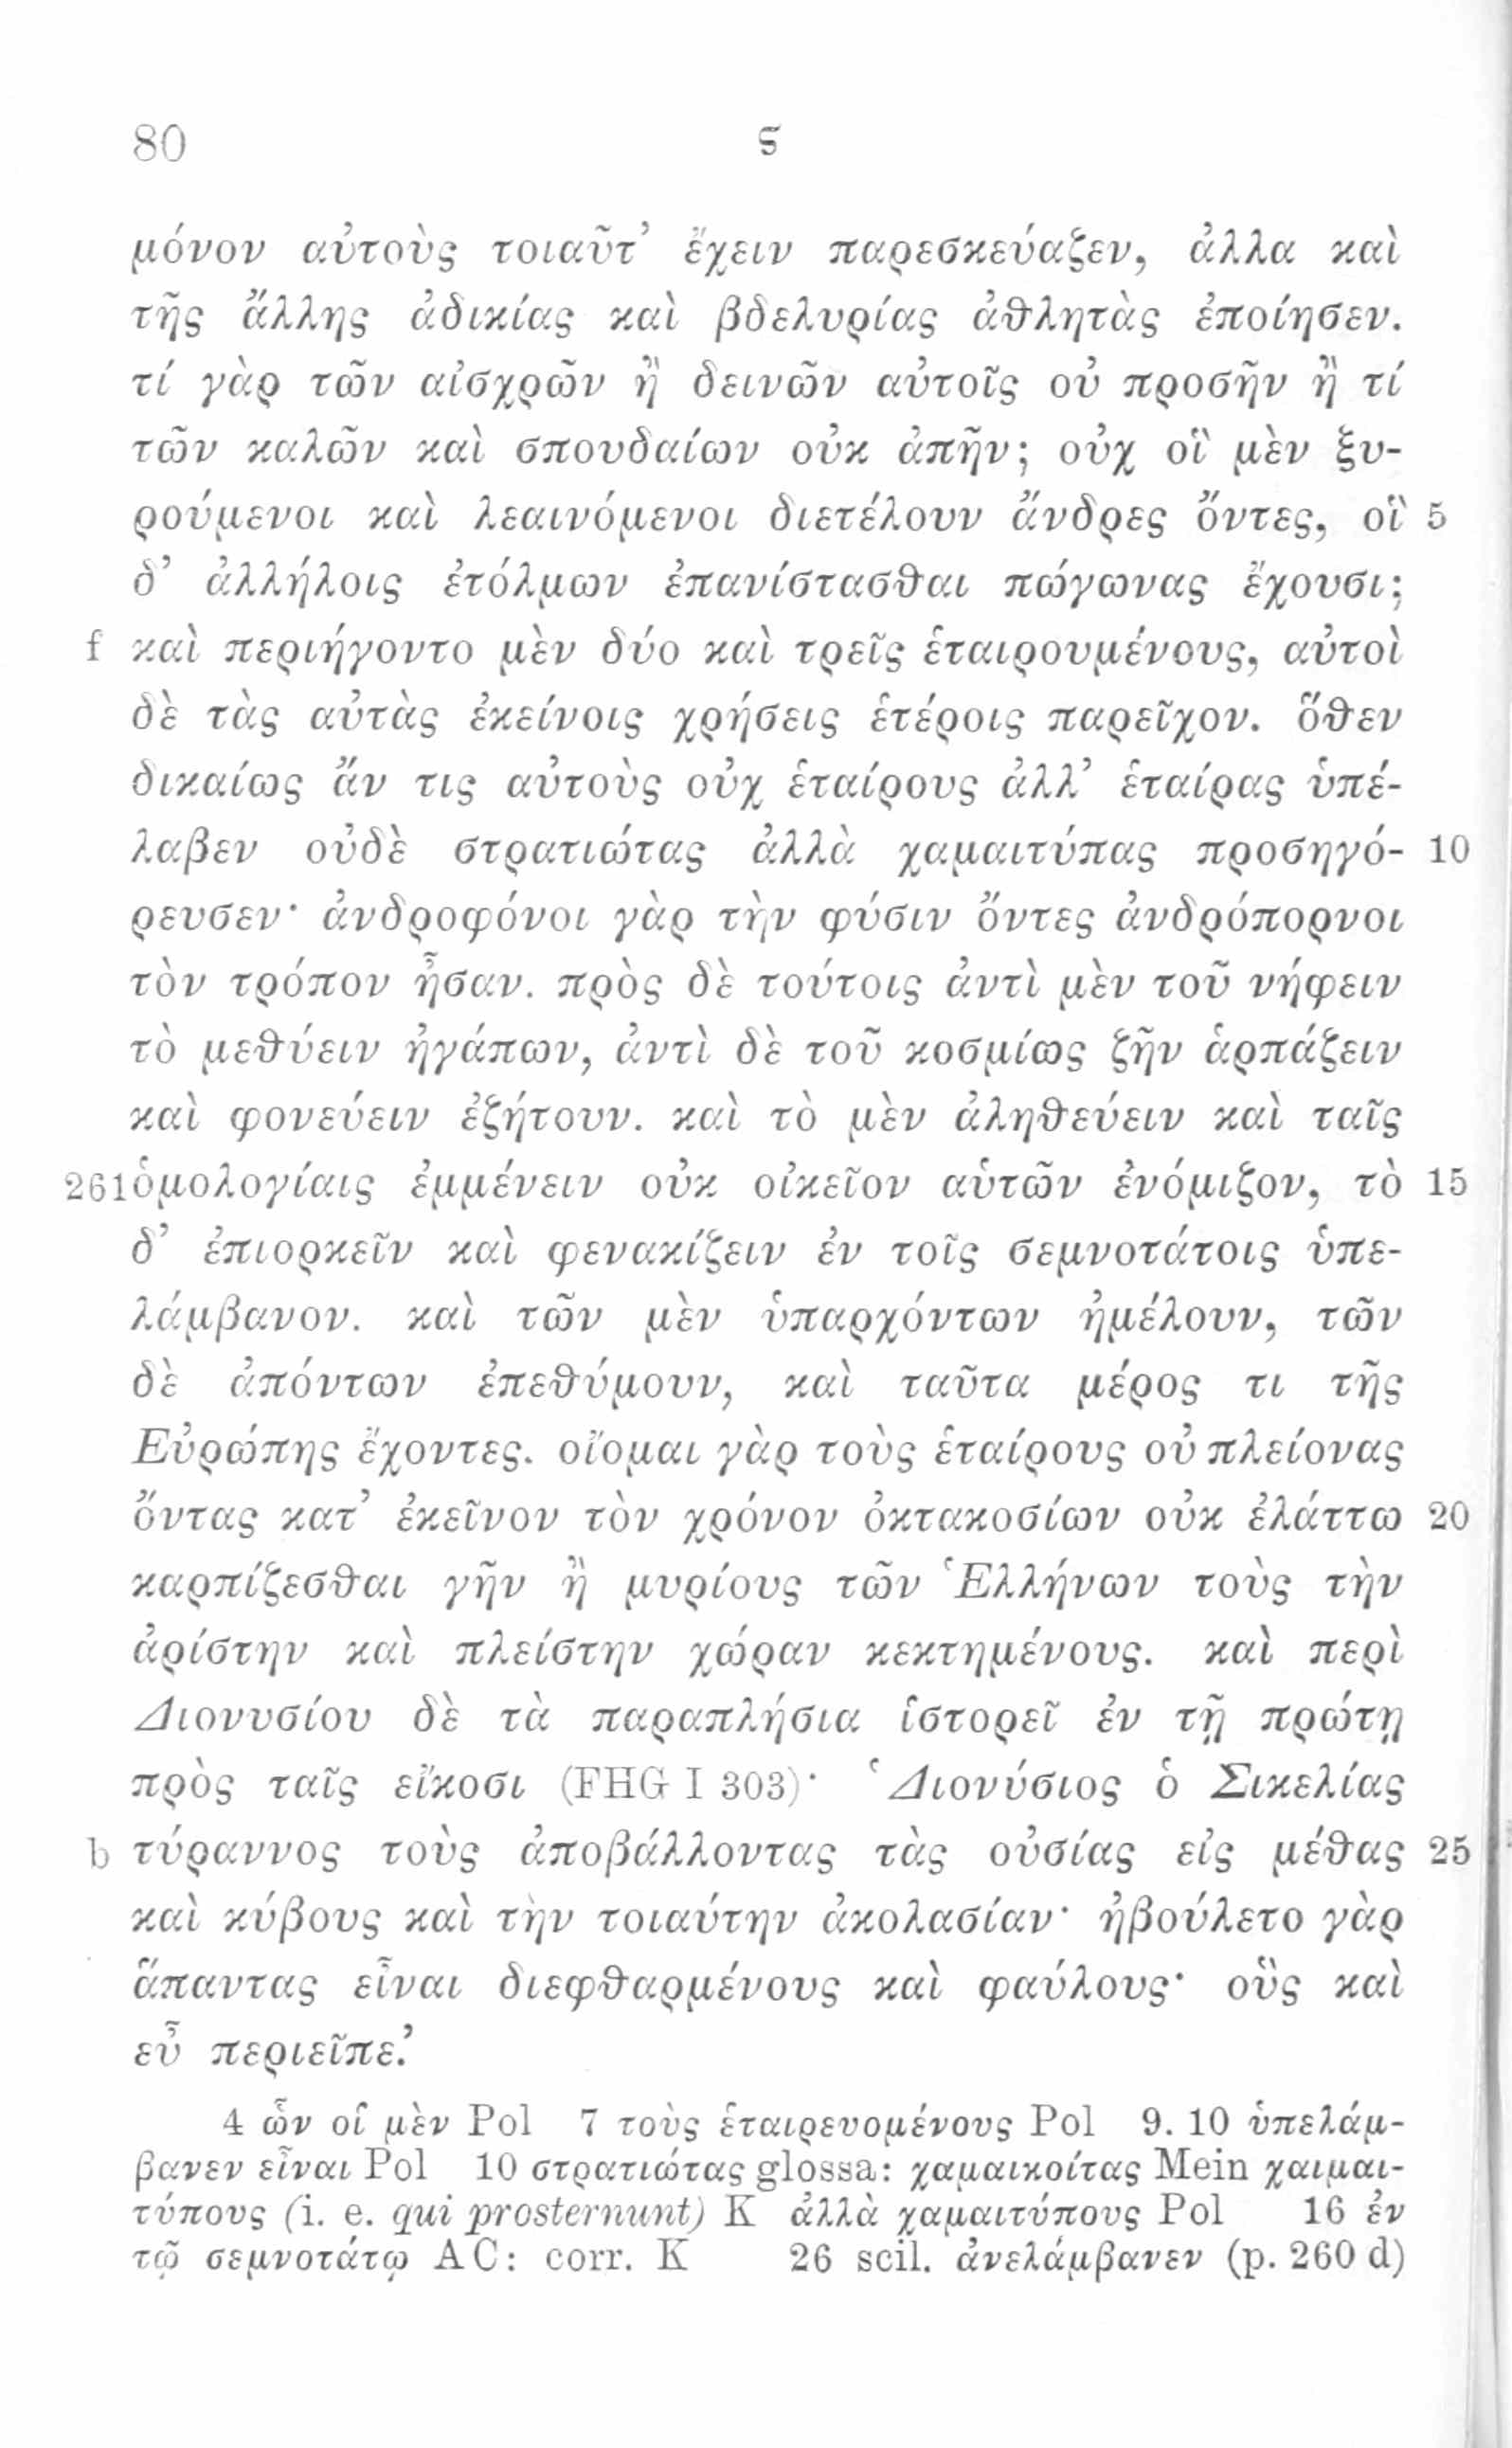 80 ϛ
μόνον αὐτοὺς τοιαῦτ᾽ ἔχειν παρεσκεύαζεν, ἀλλα καὶ
τῆς ἄλλης ἀδικίας καὶ βδελυρίας ἀθλητὰς ἐποίησεν.
τί γὰρ τῶν αἰσχρῶν ἢ δεινῶν αὐτοῖς οὐ προσῆν ἢ τί
τῶν καλῶν καὶ σπουδαίων οὐκ ἀπῆν; οὐχ οἳ μὲν ξυ-
ρούμενοι καὶ λεαινόμενοι διετέλουν ἄνδρες ὄντες, οἳ 5
δ᾽ ἀλλήλοις ἐτόλμων ἐπανίστασθαι πώγωνας ἔχουσι;
f καὶ περιήγοντο μὲν δύο καὶ τρεῖς ἑταιρουμένους, αὐτοὶ
δὲ τὰς αὐτὰς ἐκείνοις χρήσεις ἑτέροις παρεῖχον. ὅθεν
δικαίως ἄν τις αὐτοὺς οὐχ ἑταίρους ἀλλ᾽ ἑταίρας ὑπέ-
λαβεν οὐδὲ στρατιώτας ἀλλὰ χαμαιτύπας προσηγό- 10
ρευσεν· ἀνδροφόνοι γὰρ τὴν φύσιν ὄντες ἀνδρόπορνοι
τὸν τρόπον ἦσαν. πρὸς δὲ τούτοις ἀντὶ μὲν τοῦ νήφειν
τὸ μεθύειν ἠγάπων, ἀντὶ δὲ τοῦ κοσμίως ζῆν ἁρπάζειν
καὶ φονεύειν ἐζήτουν. καὶ τὸ μὲν ἀληθεύειν καὶ ταῖς
261 ὁμολογίαις ἐμμένειν οὐκ οἰκεῖον αὑτῶν ἐνόμιζον, τὸ 15
δ᾽ ἐπιορκεῖν καὶ φενακίζειν ἐν τοῖς σεμνοτάτοις ὑπε-
λάμβανον. καὶ τῶν μὲν ὑπαρχόντων ἠμέλουν, τῶν
δὲ ἀπόντων ἐπεθύμουν, καὶ ταῦτα μέρος τι τῆς
Εὐρώπης ἔχοντες. οἴομαι γὰρ τοὺς ἑταίρους οὐ πλείονας
ὄντας κατ᾽ ἐκεῖνον τὸν χρόνον ὀκτακοσίων οὐκ ἐλάττω 20
καρπίζεσθαι γῆν ἢ μυρίους τῶν Ἑλλήνων τοὺς τὴν
ἀρίστην καὶ πλείστην χώραν κεκτημένους. καὶ περὶ
Διονυσίου δὲ τὰ παραπλήσια ἱστορεῖ ἐν τῇ πρώτῃ
πρὸς ταῖς εἴκοσι (FHG I 303)· ‘Διονύσιος ὁ Σικελίας
b τύραννος τοὺς ἀποβάλλοντας τὰς οὐσίας εἰς μέθας 25
καὶ κύβους καὶ τὴν τοιαύτην ἀκολασίαν· ἠβούλετο γὰρ
ἅπαντας εἶναι διεφθαρμένους καὶ φαύλους· οὓς καὶ
εὖ περιεῖπε.’
4 ὧν οἱ μὲν Pol 7 τοὺς ἑταιρευομένους Pol 9. 10 ὑπελάμ-
βανεν εἶναι Pol 10 στρατιώτας glossa: χαμαικοίτας Mein χαιμαι-
τύπους (i. e. qui prosternunt) K ἀλλὰ χαμαιτύπους Pol 16 ἐν
τῷ σεμνοτάτῳ AC: corr. K 26 scil. ἀνελάμβανεν (p. 260 d)